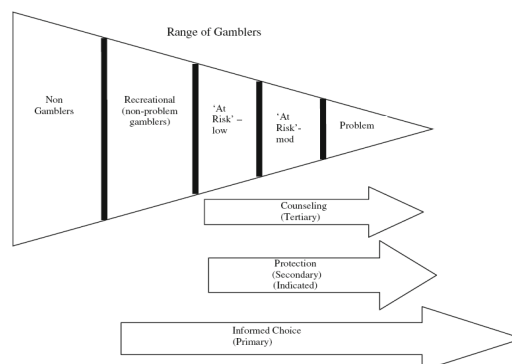 Range of Gamblers
Non
Gamblers
Recreational
(non-problem
gamblers)
‘At
Risk’ –
low
‘At
Risk’-
mod
Problem
Counseling
(Tertiary)
Protection
(Secondary)
(Indicated)
Informed Choice
(Primary)